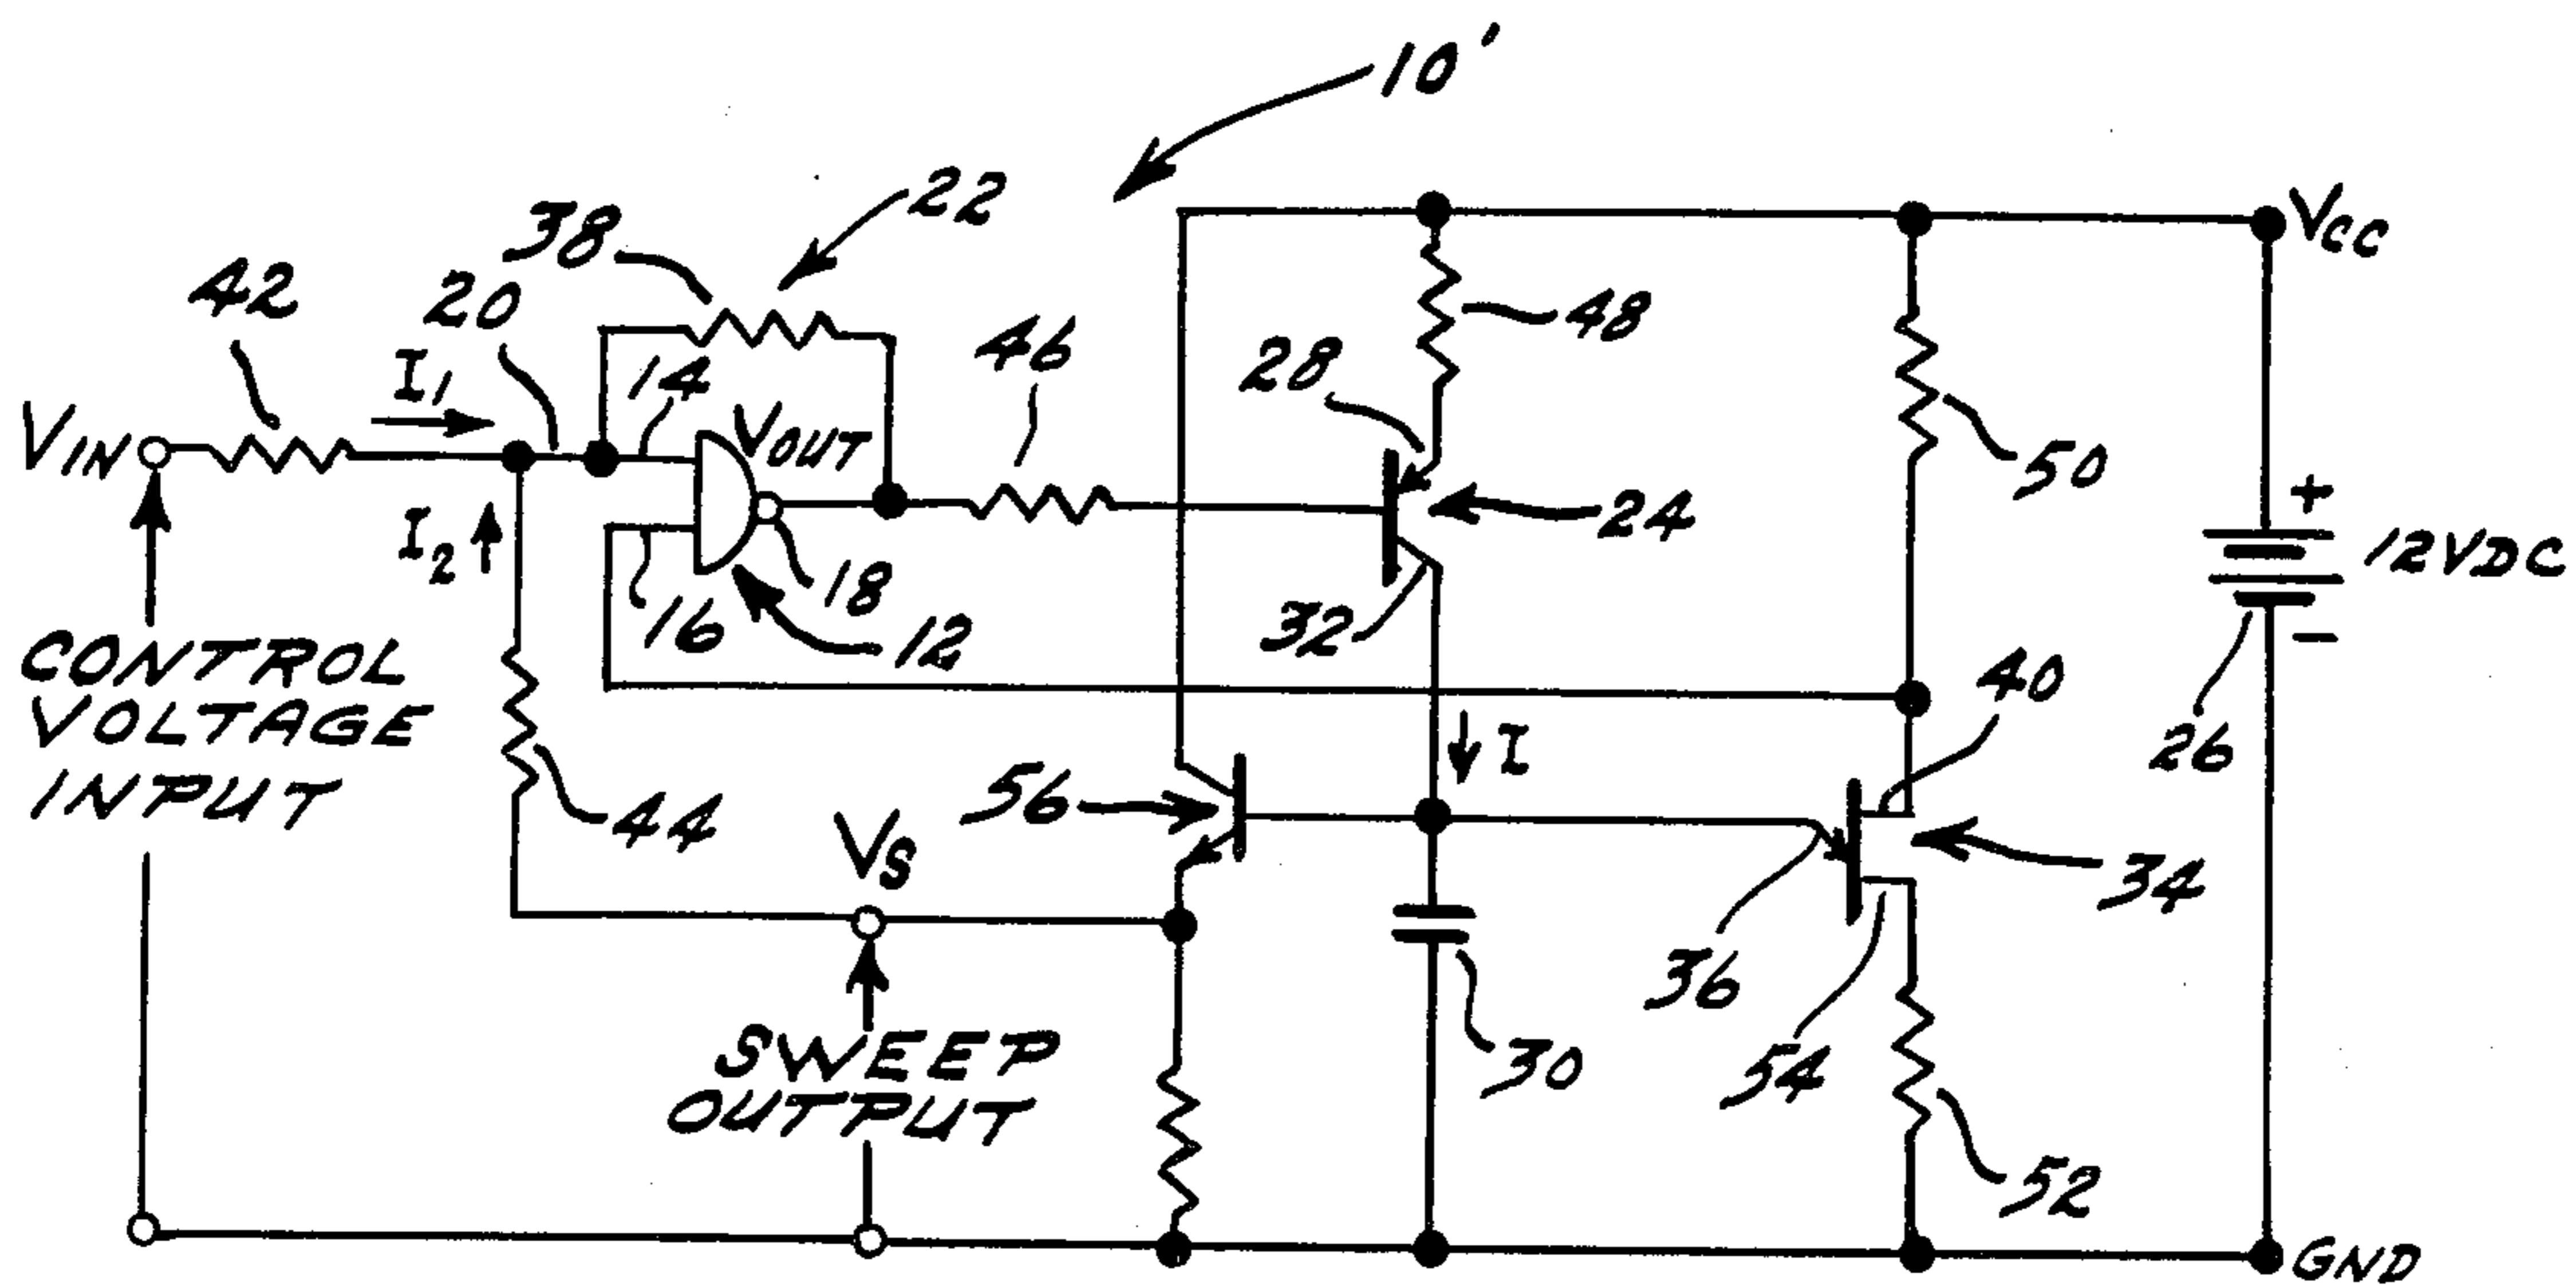 10'
22
38
VCC
42
20
48
I1
14
46
28
VIN
VOUT
50
24
+
I2
18
12VDC
16
12
32
CONTROL
VOLTAGE
INPUT
−
40
I
26
56
44
VS
34
36
SWEEP
OUTPUT
30
54
52
GND